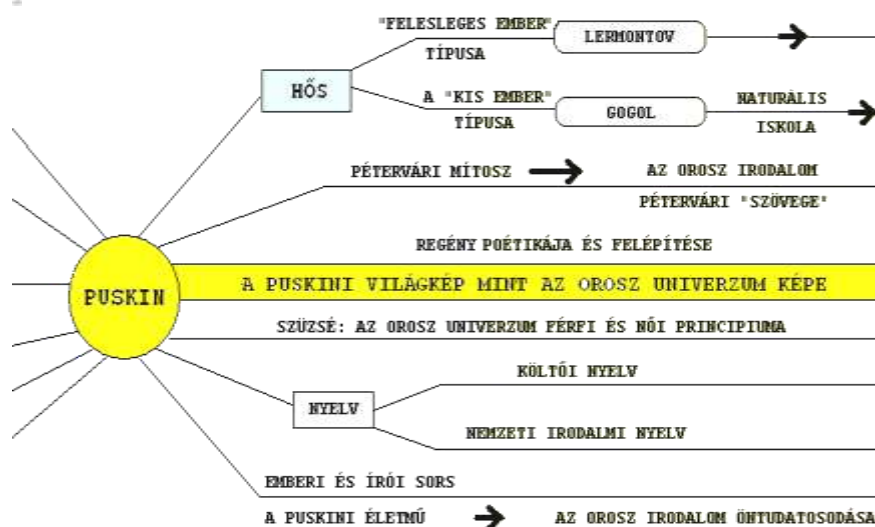 "FELESLEGES EMBER"
TÍPUSA
LERMONTOV
HŐS
A "KIS EMBER"
TÍPUSA
GOGOL
NATURÁLIS
ISKOLA
PÉTERVÁRI MÍTOSZ
AZ OROSZ IRODALOM
PÉTERVÁRI "SZÖVEGE"
REGÉNY POÉTIKÁJA ÉS FELÉPÍTÉSE
PUSKIN
A PUSKINI VILÁGKÉP MINT AZ OROSZ UNIVERZUM KÉPE
SZÜZSÉ: AZ OROSZ UNIVERZUM FÉRFI ÉS NŐI PRINCIPIUMA
KÖLTŐI NYELV
NYELV
NEMZETI IRODALMI NYELV
EMBERI ÉS ÍRÓI SORS
A PUSKINI ÉLETMŰ
AZ OROSZ IRODALOM ÖNTUDATOSODÁSA